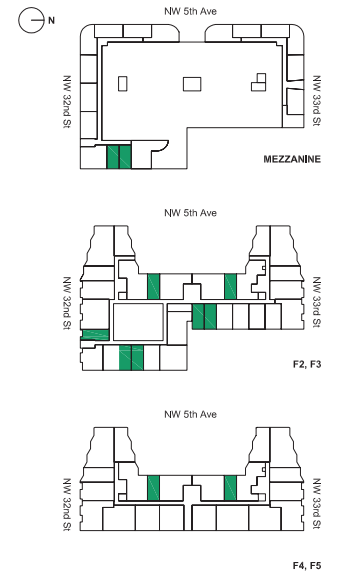 N
NW 5th Ave
NW 32nd St
NW 33rd St
MEZZANINE
NW 5th Ave
NW 32nd St
NW 33rd St
F2, F3
NW 5th Ave
NW 32nd St
NW 33rd St
F4, F5